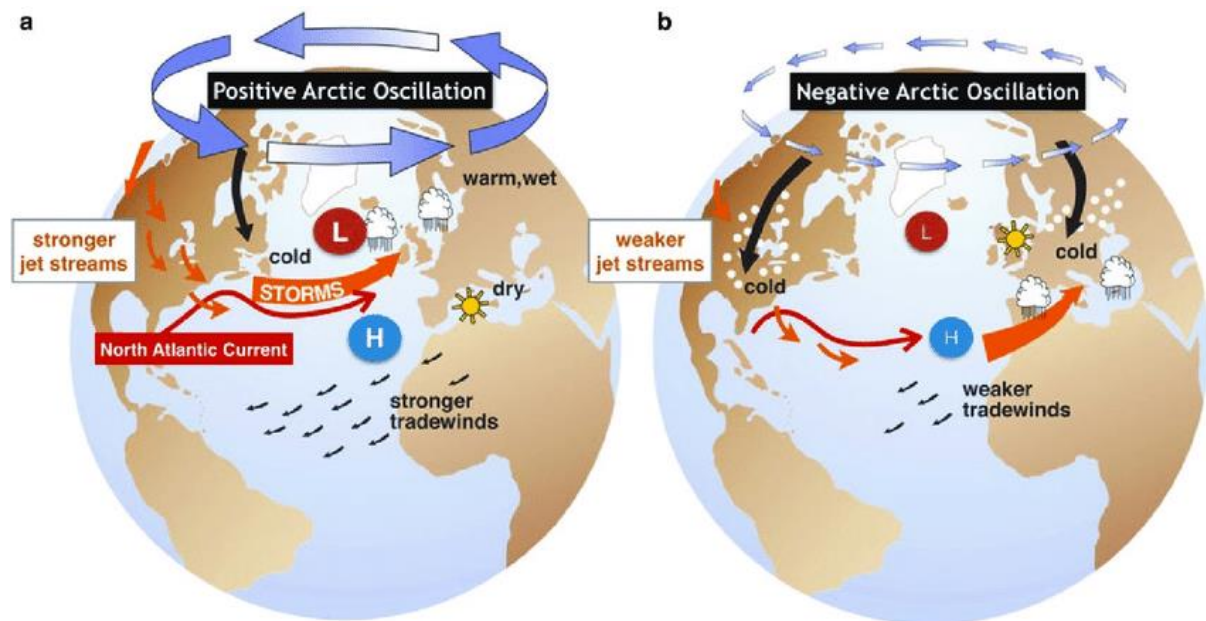 a
Positive Arctic Oscillation
warm,wet
stronger
jet streams
L
cold
STORMS
dry
North Atlantic Current
H
stronger
tradewinds
b
Negative Arctic Oscillation
weaker
jet streams
L
cold
cold
H
weaker
tradewinds